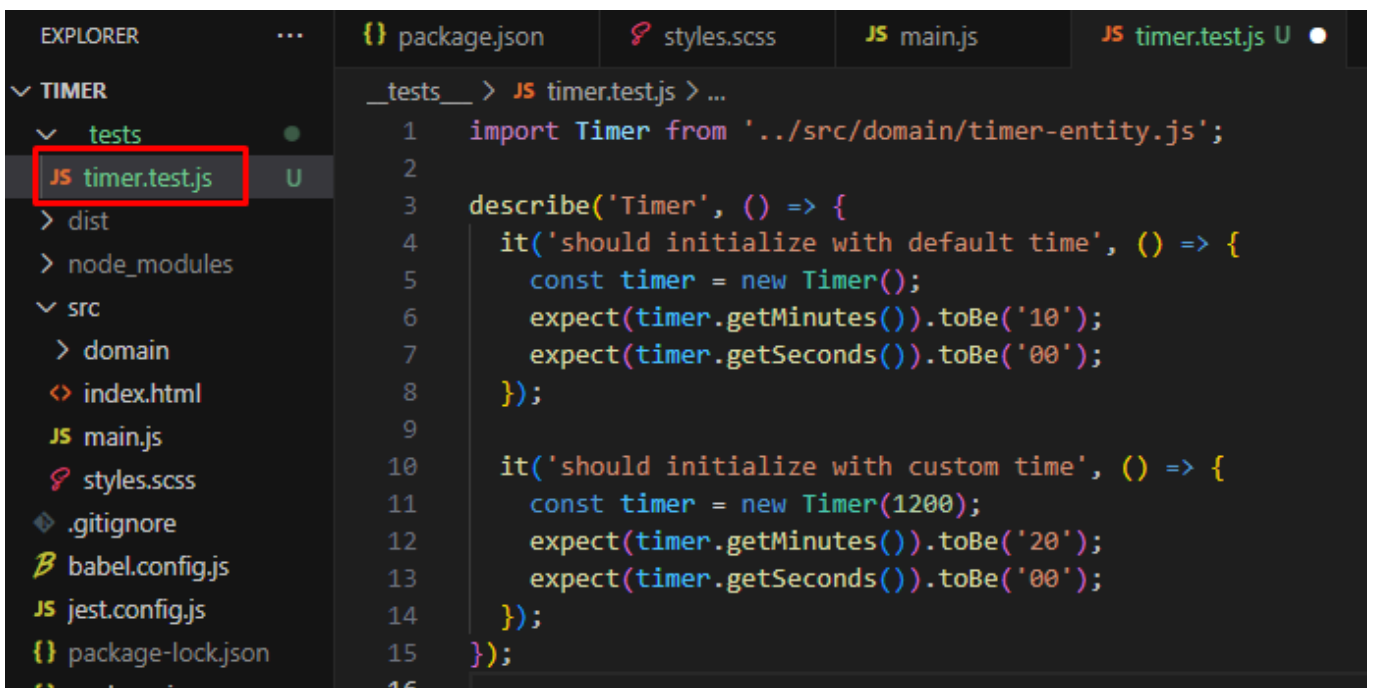 EXPLORER ...
TIMER
__tests__
JS timer.test.js U
dist
node_modules
src
domain
<> index.html
JS main.js
styles.scss
.gitignore
babel.config.js
JS jest.config.js
{} package-lock.json
{} package.json
styles.scss
JS main.js
JS timer.test.js U
__tests__ > JS timer.test.js > ...
1 import Timer from '../src/domain/timer-entity.js';
2
3 describe('Timer', () => {
4 it('should initialize with default time', () => {
5 const timer = new Timer();
6 expect(timer.getMinutes()).toBe('10');
7 expect(timer.getSeconds()).toBe('00');
8 });
9
10 it('should initialize with custom time', () => {
11 const timer = new Timer(1200);
12 expect(timer.getMinutes()).toBe('20');
13 expect(timer.getSeconds()).toBe('00');
14 });
15 });
16